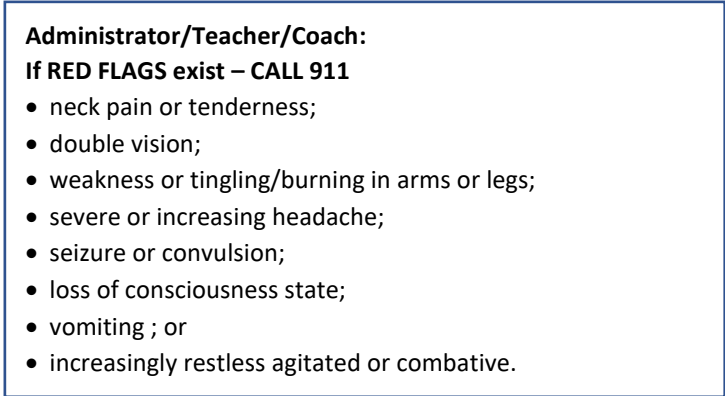 Administrator/Teacher/Coach:
If RED FLAGS exist – CALL 911
• neck pain or tenderness;
• double vision;
• weakness or tingling/burning in arms or legs;
• severe or increasing headache;
• seizure or convulsion;
• loss of consciousness state;
• vomiting ; or
• increasingly restless agitated or combative.